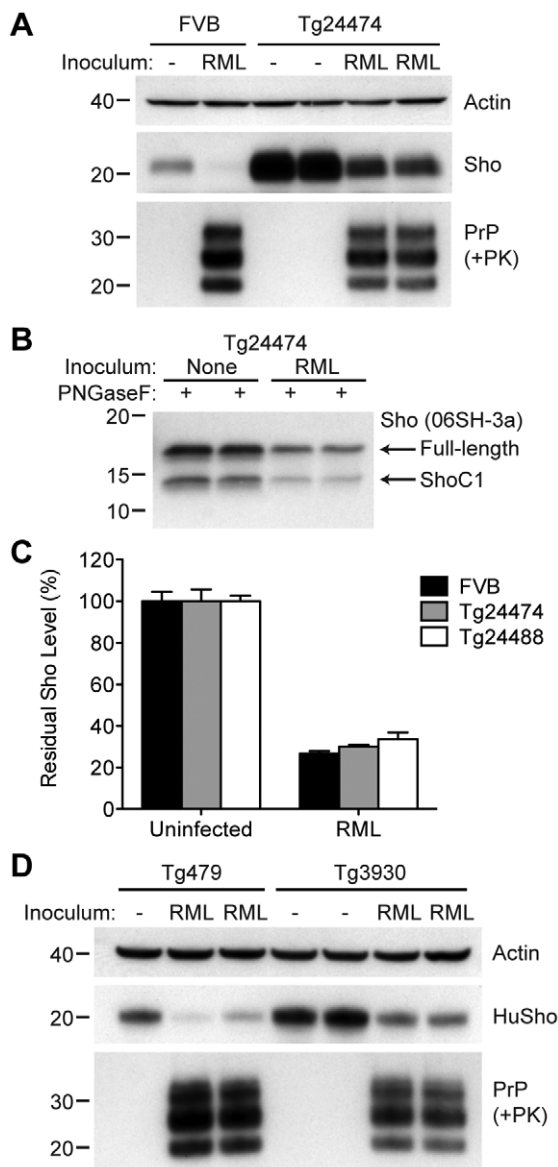 A
FVB Tg24474
Inoculum: - RML - - RML RML
40 Actin
20 Sho
30 PrP
20 (+PK)
B
Tg24474
Inoculum: None RML
PNGaseF: + + + +
20 Sho (06SH-3a)
Full-length
15 ShoC1
10
C
120
100
80
60
40
20
0
Residual Sho Level (%)
FVB
Tg24474
Tg24488
Uninfected RML
D
Tg479 Tg3930
Inoculum: - RML RML - - RML RML
40 Actin
20 HuSho
30 PrP
20 (+PK)